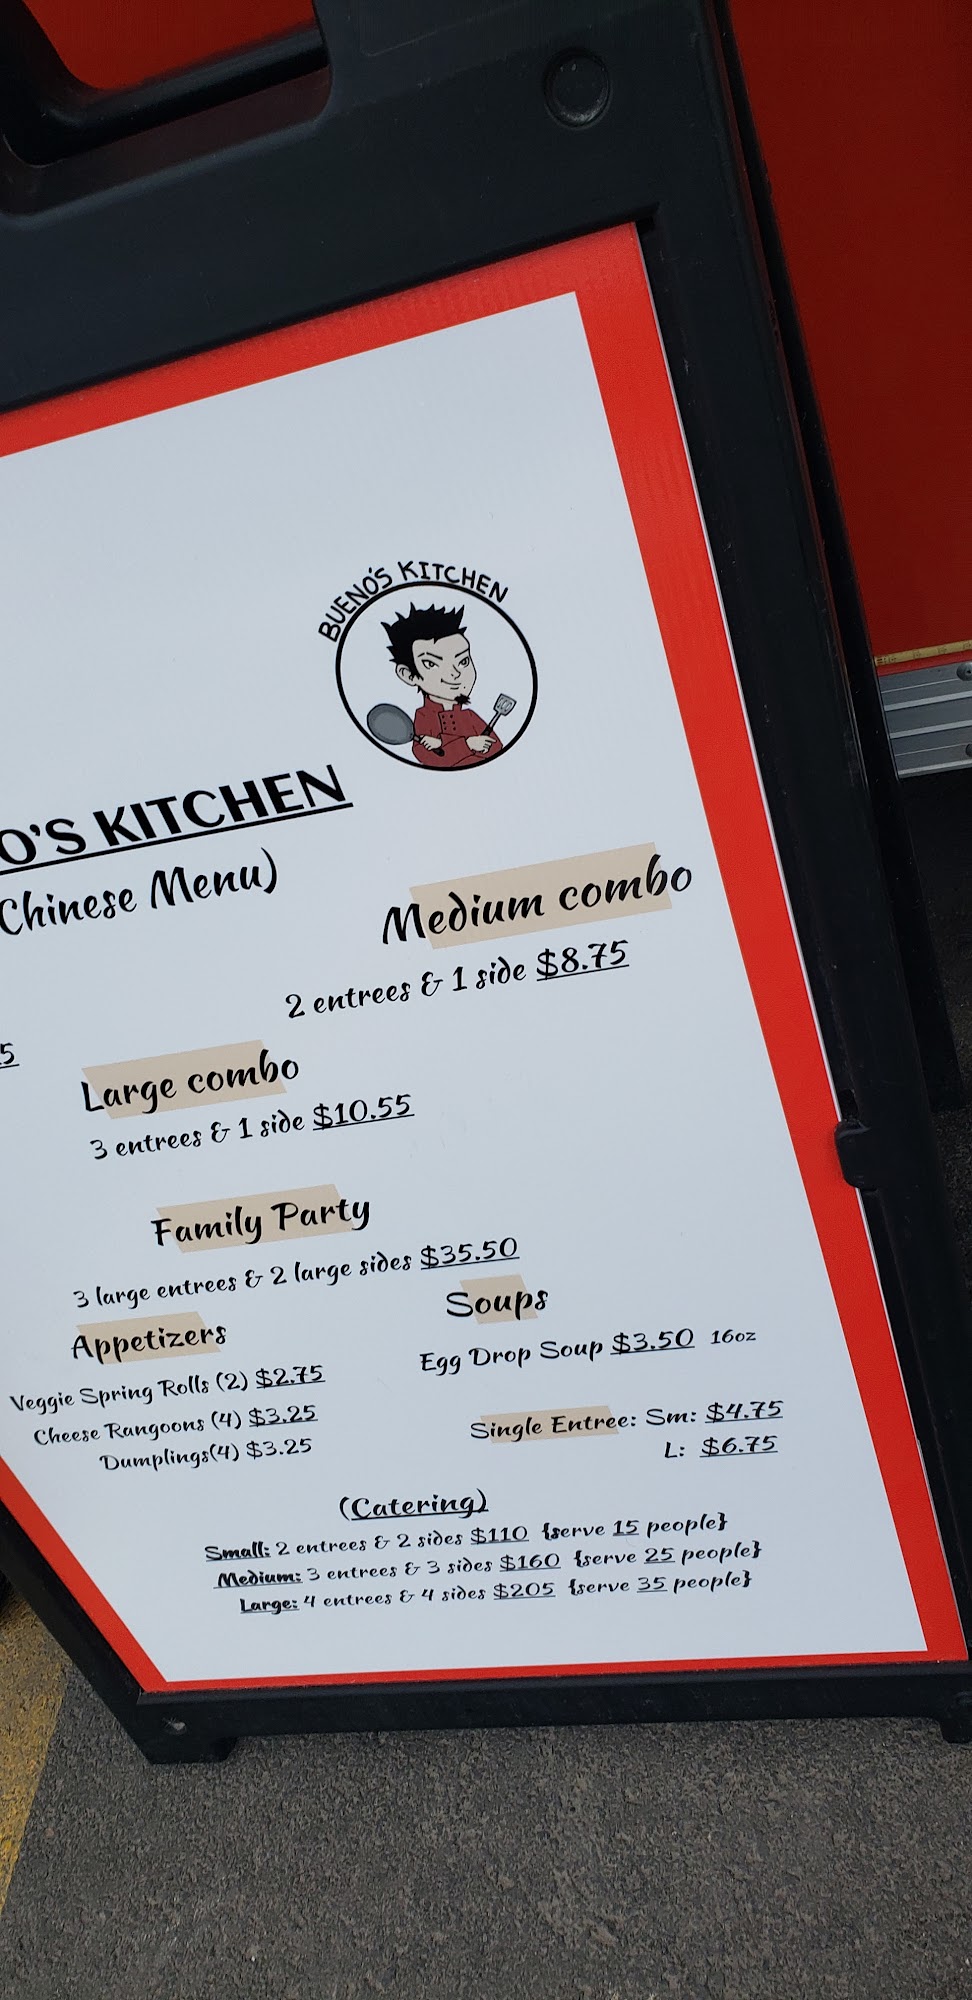 BUENO'S KITCHEN
O'S KITCHEN
Chinese Menu)
Medium combo
2 entrees & 1 side $8.75
5
Large combo
3 entrees & 1 side $10.55
Family Party
3 large entrees & 2 large sides $35.50
Appetizers
Veggie Spring Rolls (2) $2.75
Cheese Rangoons (4) $3.25
Dumplings(4) $3.25
Soups
Egg Drop Soup $3.50 16oz
Single Entree: Sm: $4.75
L: $6.75
(Catering)
Small: 2 entrees & 2 sides $110 {serve 15 people}
Medium: 3 entrees & 3 sides $160 {serve 25 people}
Large: 4 entrees & 4 sides $205 {serve 35 people}